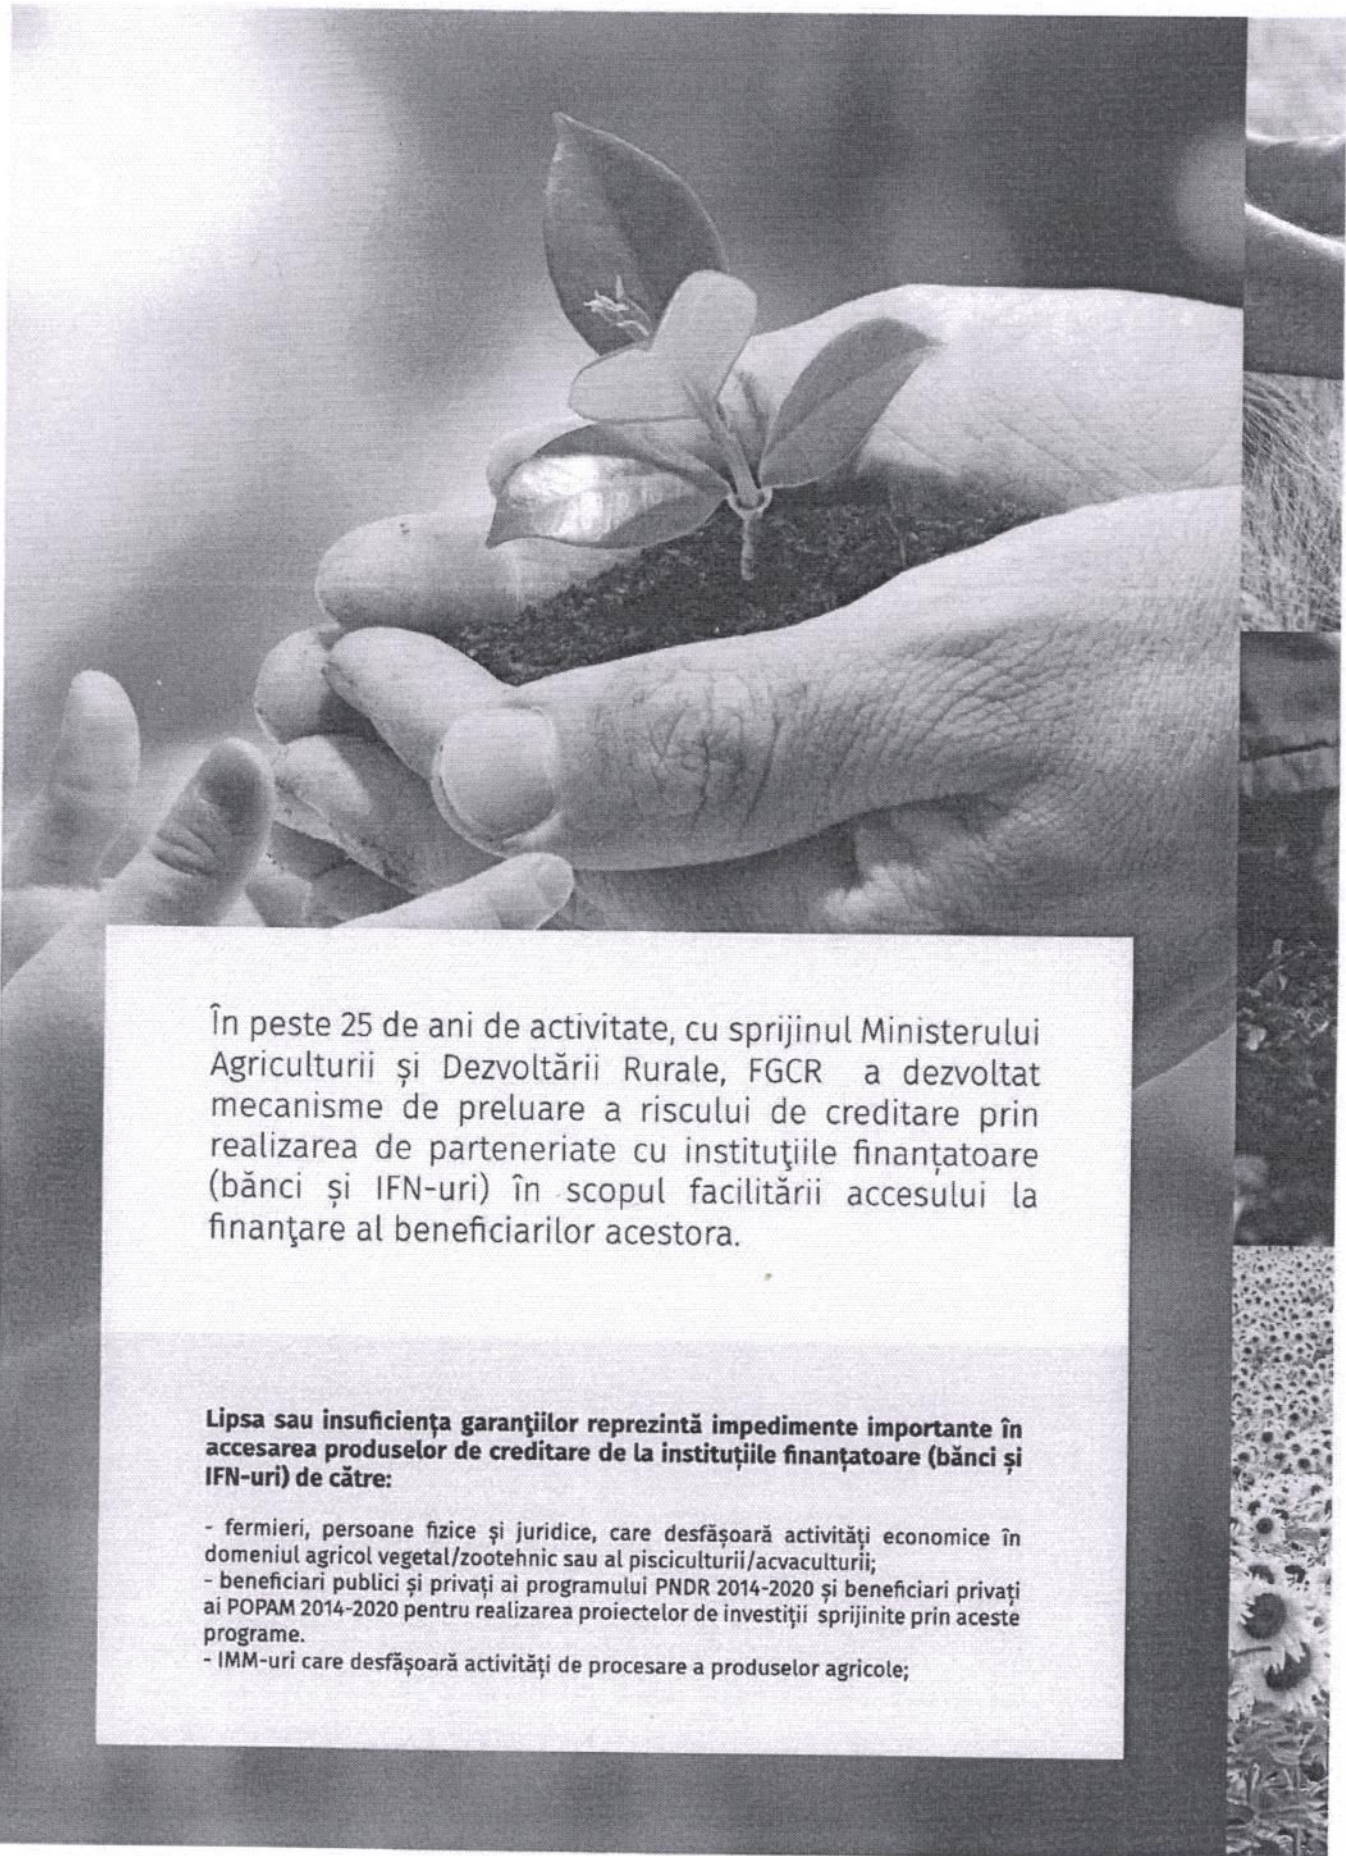 În peste 25 de ani de activitate, cu sprijinul Ministerului
Agriculturii și Dezvoltării Rurale, FGCR a dezvoltat
mecanisme de preluare a riscului de creditare prin
realizarea de parteneriate cu instituţiile finanțatoare
(bănci și IFN-uri) în scopul facilitării accesului la
finanţare al beneficiarilor acestora.
Lipsa sau insuficiența garanţiilor reprezintă impedimente importante în
accesarea produselor de creditare de la instituțiile finanțatoare (bănci și
IFN-uri) de către:
- fermieri, persoane fizice și juridice, care desfășoară activități economice în
domeniul agricol vegetal/zootehnic sau al pisciculturii/acvaculturii;
- beneficiari publici și privați ai programului PNDR 2014-2020 și beneficiari privați
ai POPAM 2014-2020 pentru realizarea proiectelor de investiții sprijinite prin aceste
programe.
- IMM-uri care desfășoară activități de procesare a produselor agricole;